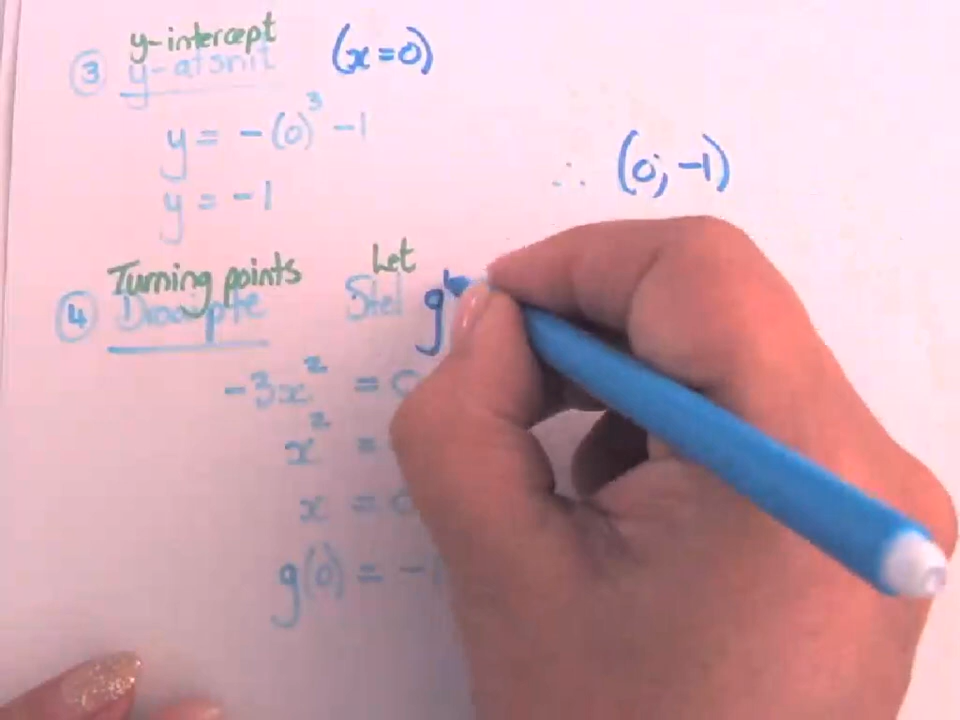 y-intercept (x=0)
③ y-afsnit
y = -(0)³ -1
∴ (0; -1)
y = -1
Turning points Let
④ Stel g'
-3x² = 0
x² =
x = 0
g(0) = -1